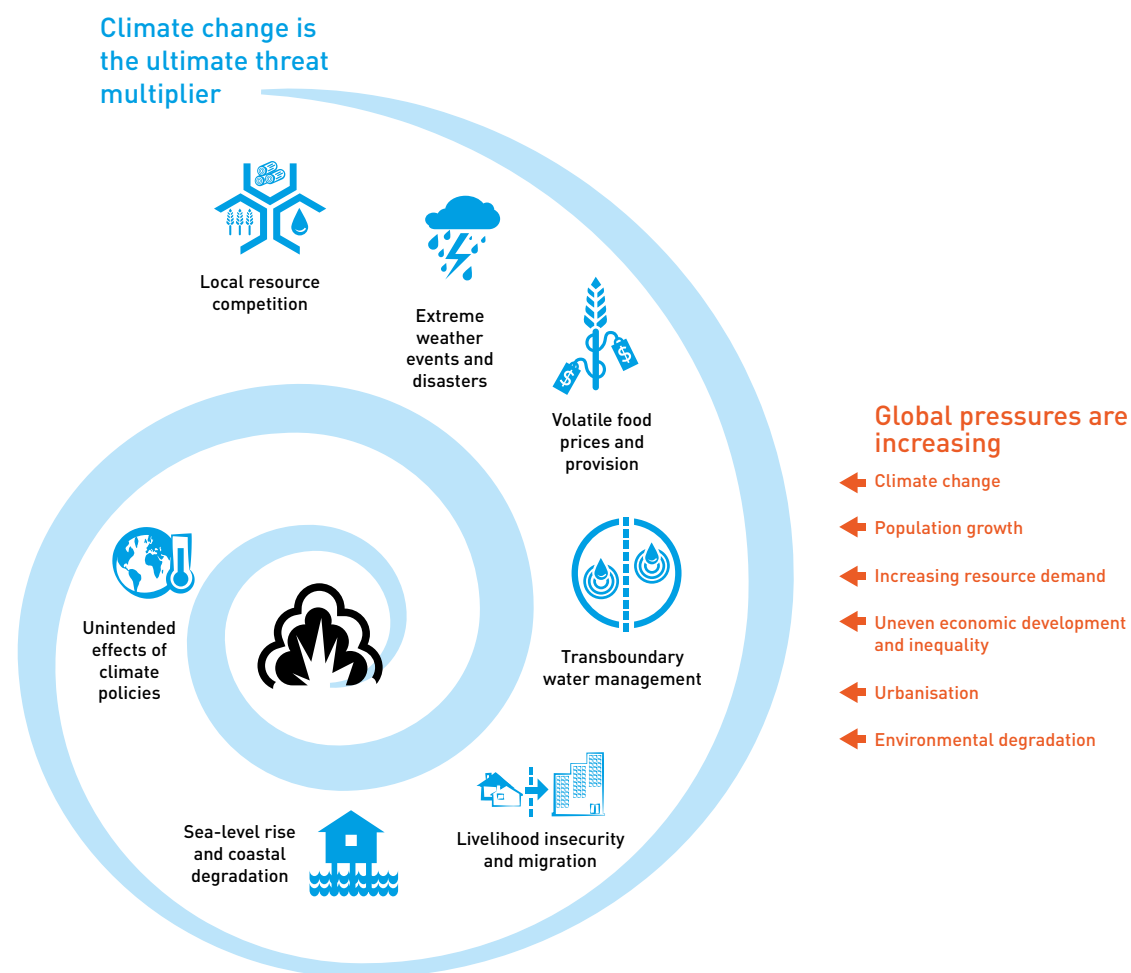 Climate change is
the ultimate threat
multiplier
Local resource
competition
Extreme
weather
events and
disasters
Volatile food
prices and
provision
$
$
Transboundary
water management
Livelihood insecurity
and migration
Sea-level rise
and coastal
degradation
Unintended
effects of
climate
policies
Global pressures are
increasing
Climate change
Population growth
Increasing resource demand
Uneven economic development
and inequality
Urbanisation
Environmental degradation